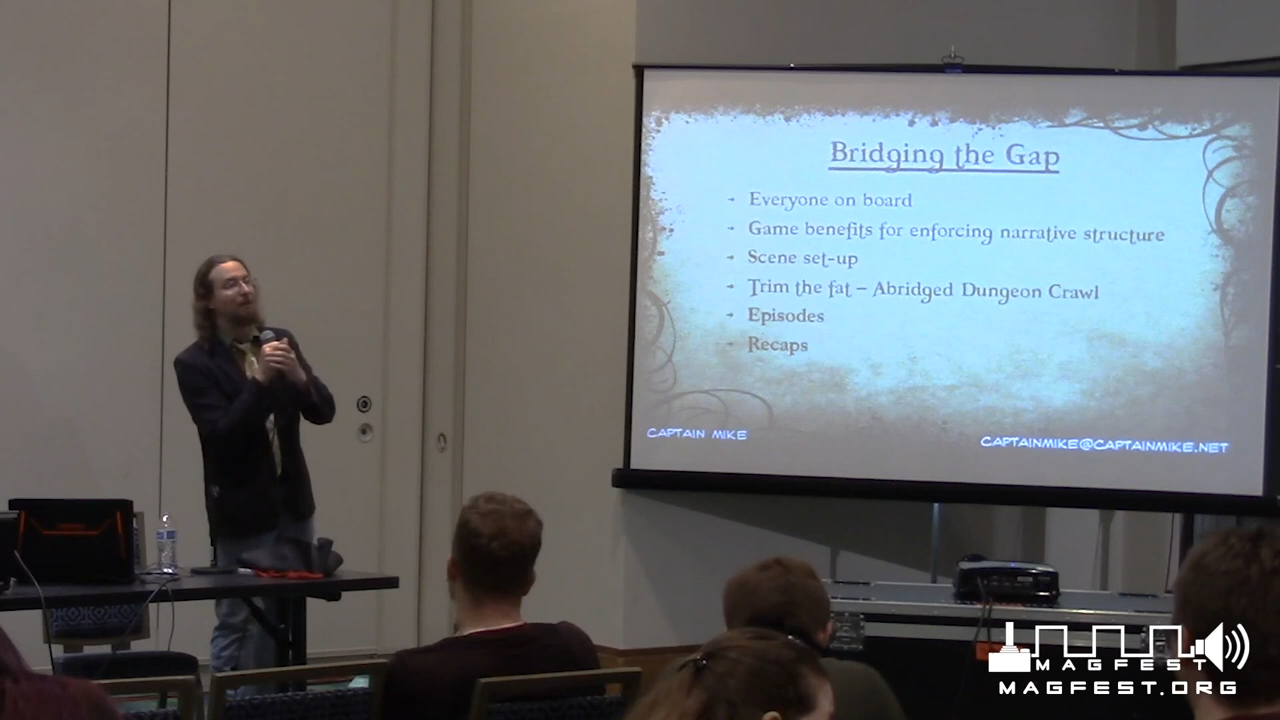 Bridging the Gap
- Everyone on board
- Game benefits for enforcing narrative structure
- Scene set-up
- Trim the fat – Abridged Dungeon Crawl
- Episodes
- Recaps
CAPTAIN MIKE
CAPTAINMIKE@CAPTAINMIKE.NET
MAGFEST
MAGFEST.ORG